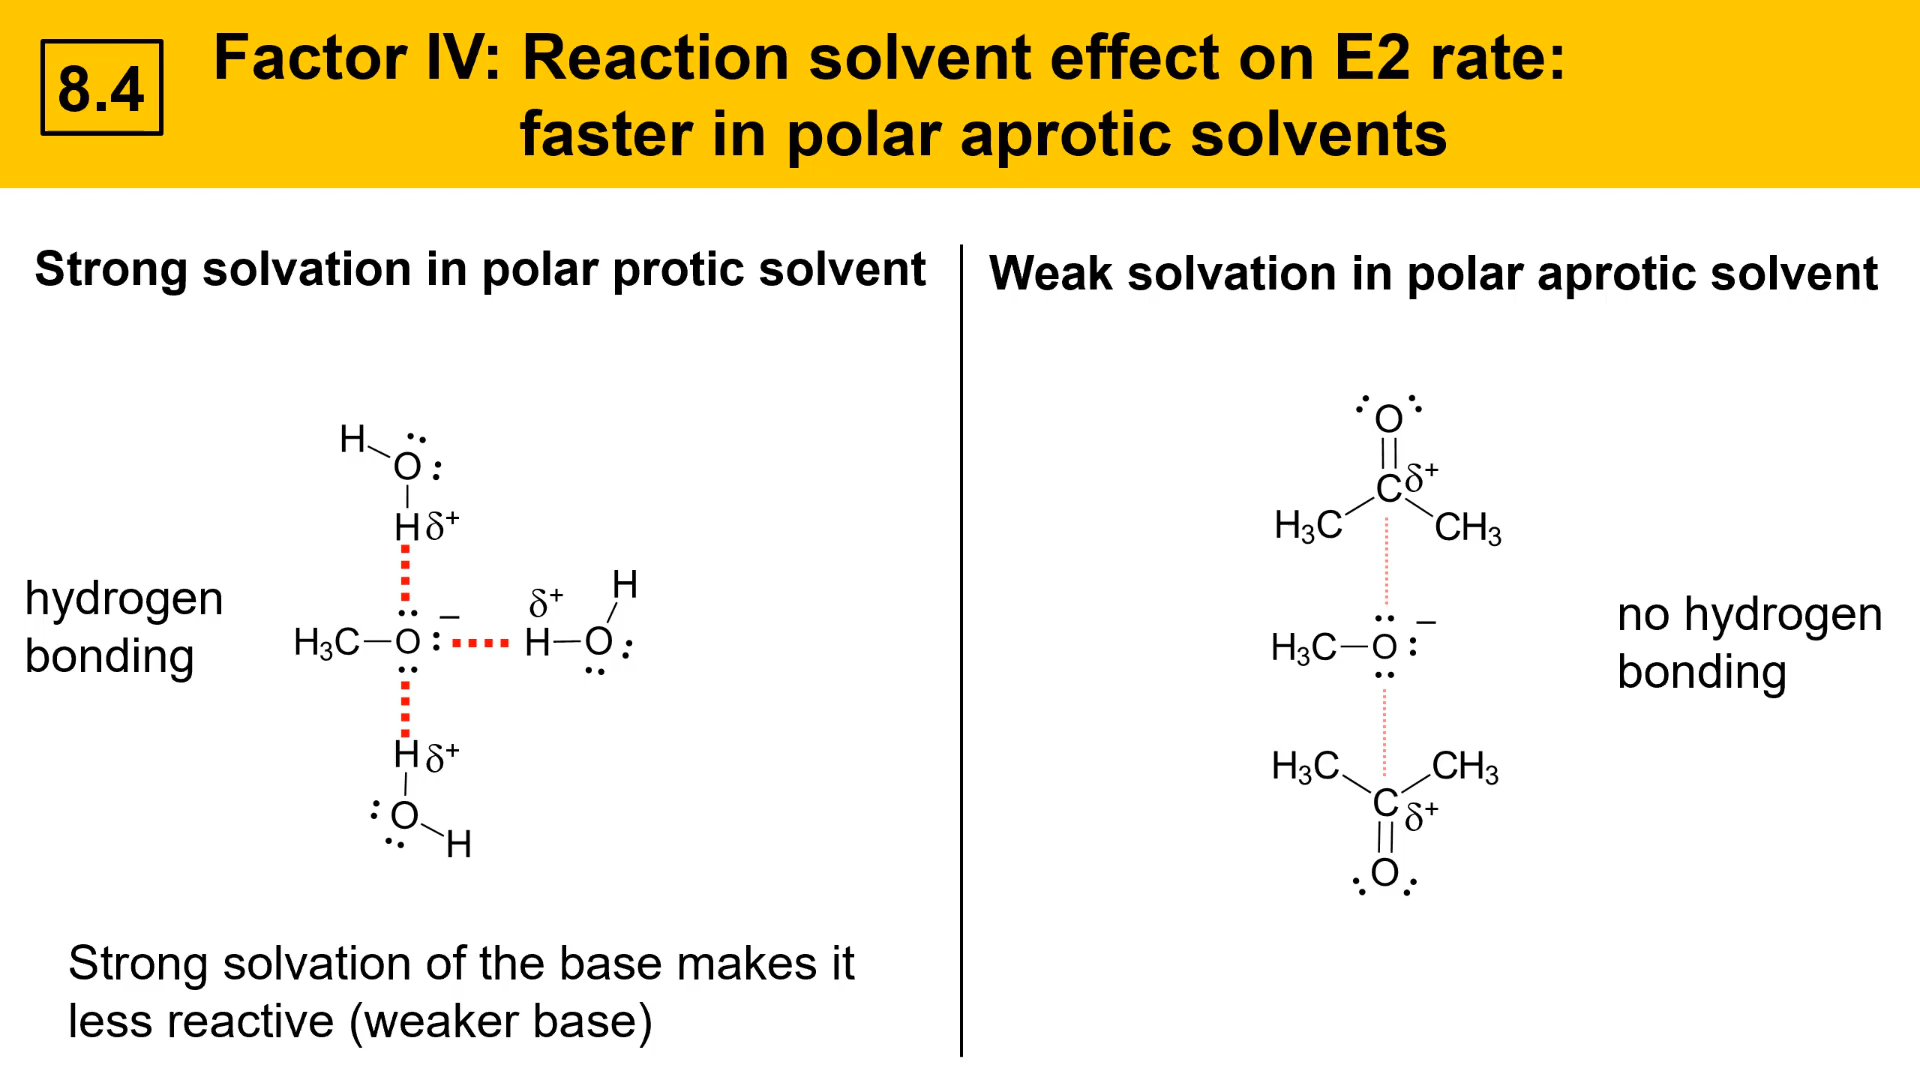 8.4
Factor IV: Reaction solvent effect on E2 rate:
faster in polar aprotic solvents
Strong solvation in polar protic solvent
hydrogen
bonding
H
O
H δ+
δ+ H
H₃C—O:⁻ H—O
H δ+
O
H
Strong solvation of the base makes it
less reactive (weaker base)
Weak solvation in polar aprotic solvent
O
C δ+
H₃C CH₃
H₃C—O:⁻
H₃C CH₃
C δ+
O
no hydrogen
bonding